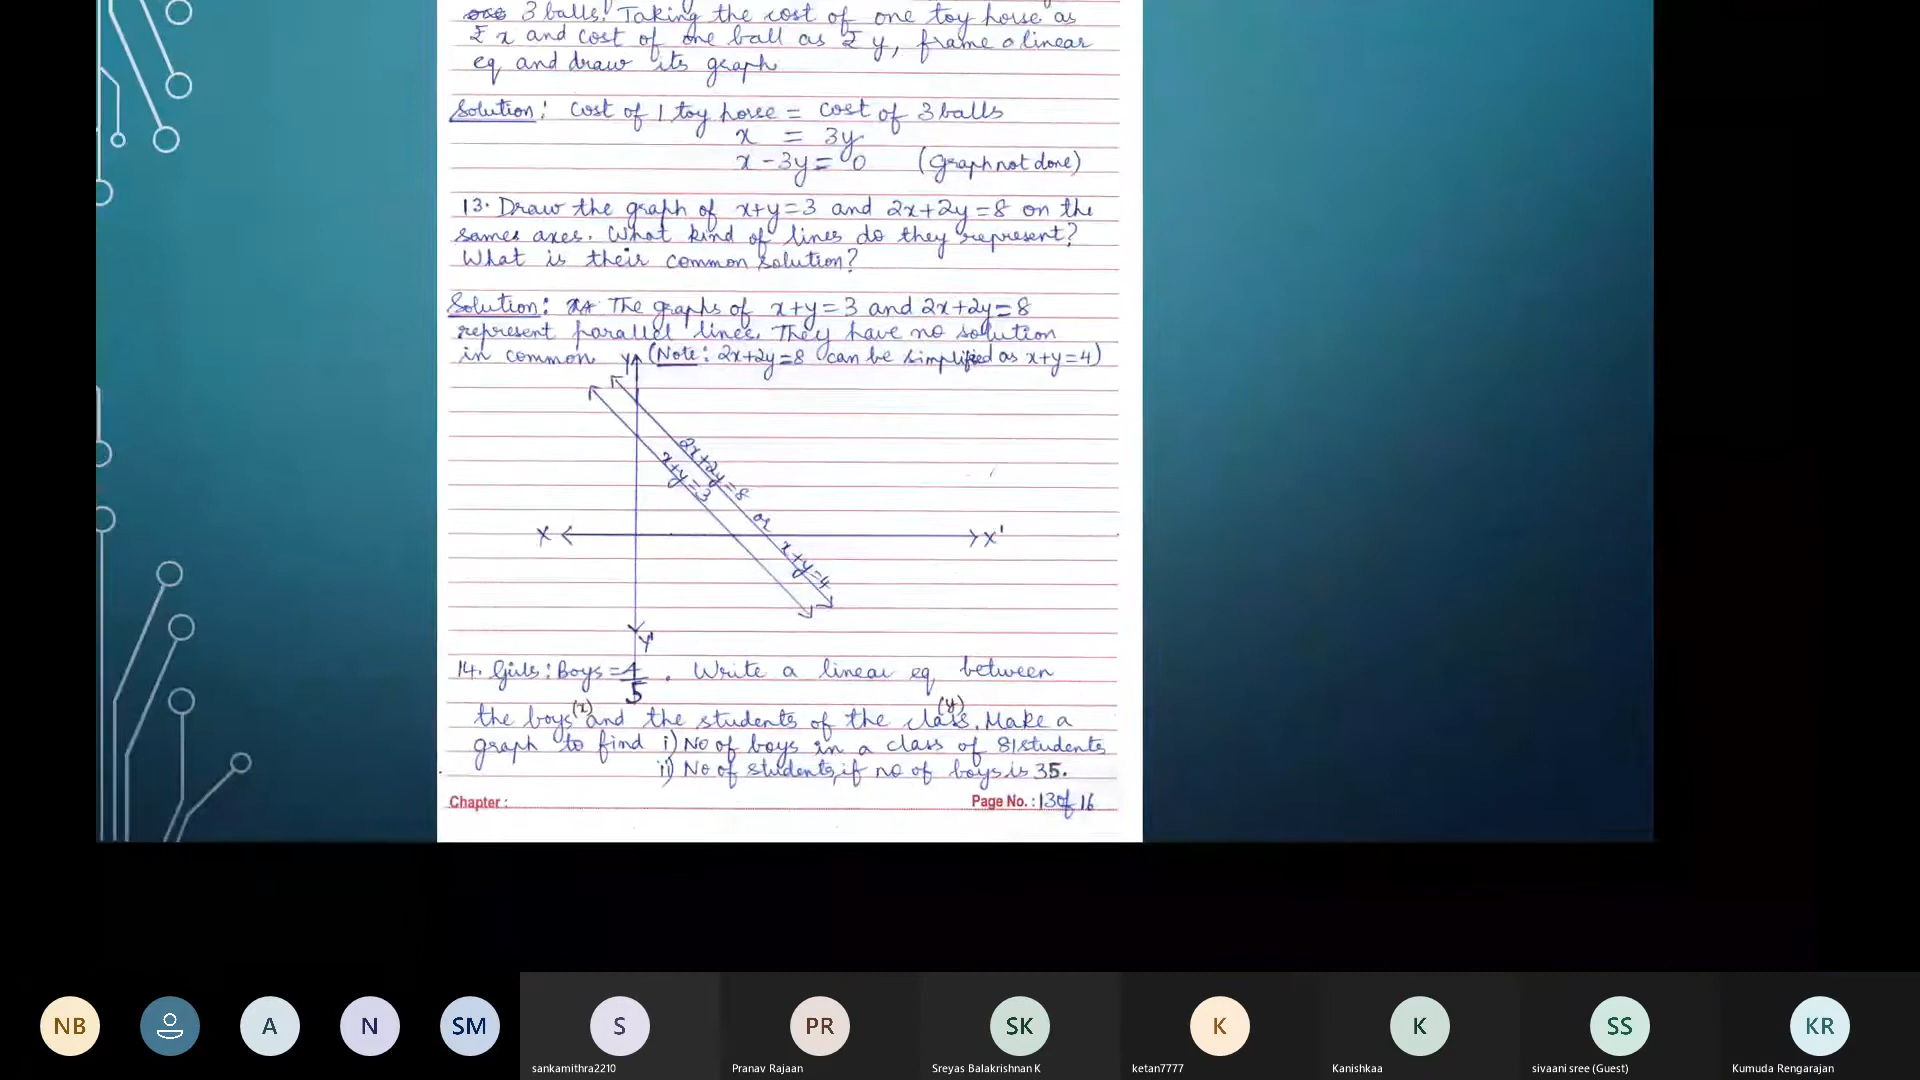 3 balls. Taking the cost of one toy horse as
₹ x and cost of one ball as ₹ y, frame a linear
eq and draw its graph
Solution: Cost of 1 toy horse = cost of 3 balls
x = 3y
x - 3y = 0 (Graph not done)
13. Draw the graph of x+y=3 and 2x+2y=8 on the
same axes. What kind of lines do they represent?
What is their common solution?
Solution: The graphs of x+y=3 and 2x+2y=8
represent parallel lines. They have no solution
in common (Note: 2x+2y=8 can be simplified as x+y=4)
Y
2x+2y=8 or x+y=4
x+y=3
X X'
Y'
14. Girls : Boys = 4/5 . Write a linear eq between
the boys (x) and the students of the class (y). Make a
graph to find i) No of boys in a class of 81 students
ii) No of students, if no of boys is 35.
Chapter : Page No. : 13 of 16
NB A N SM S PR SK K K SS KR
sankamithra2210 Pranav Rajaan Sreyas Balakrishnan K ketan7777 Kanishkaa sivaani sree (Guest) Kumuda Rengarajan